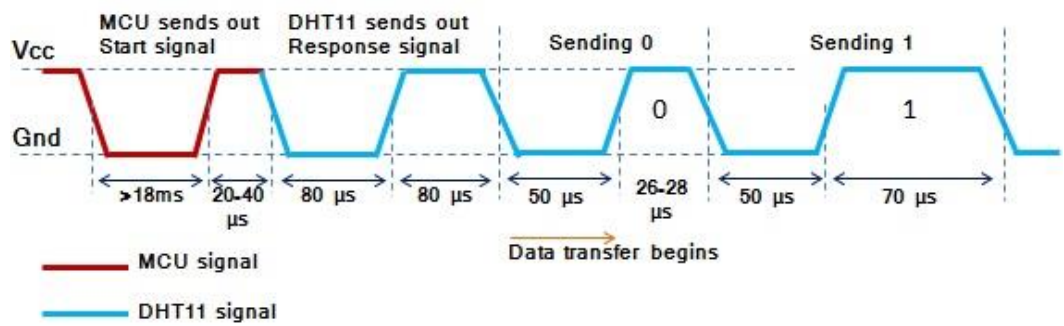 MCU sends out
Start signal
DHT11 sends out
Response signal
Sending 0
Sending 1
Vcc
0
1
Gnd
>18ms
20-40
µs
80 µs
80 µs
50 µs
26-28
µs
50 µs
70 µs
Data transfer begins
MCU signal
DHT11 signal